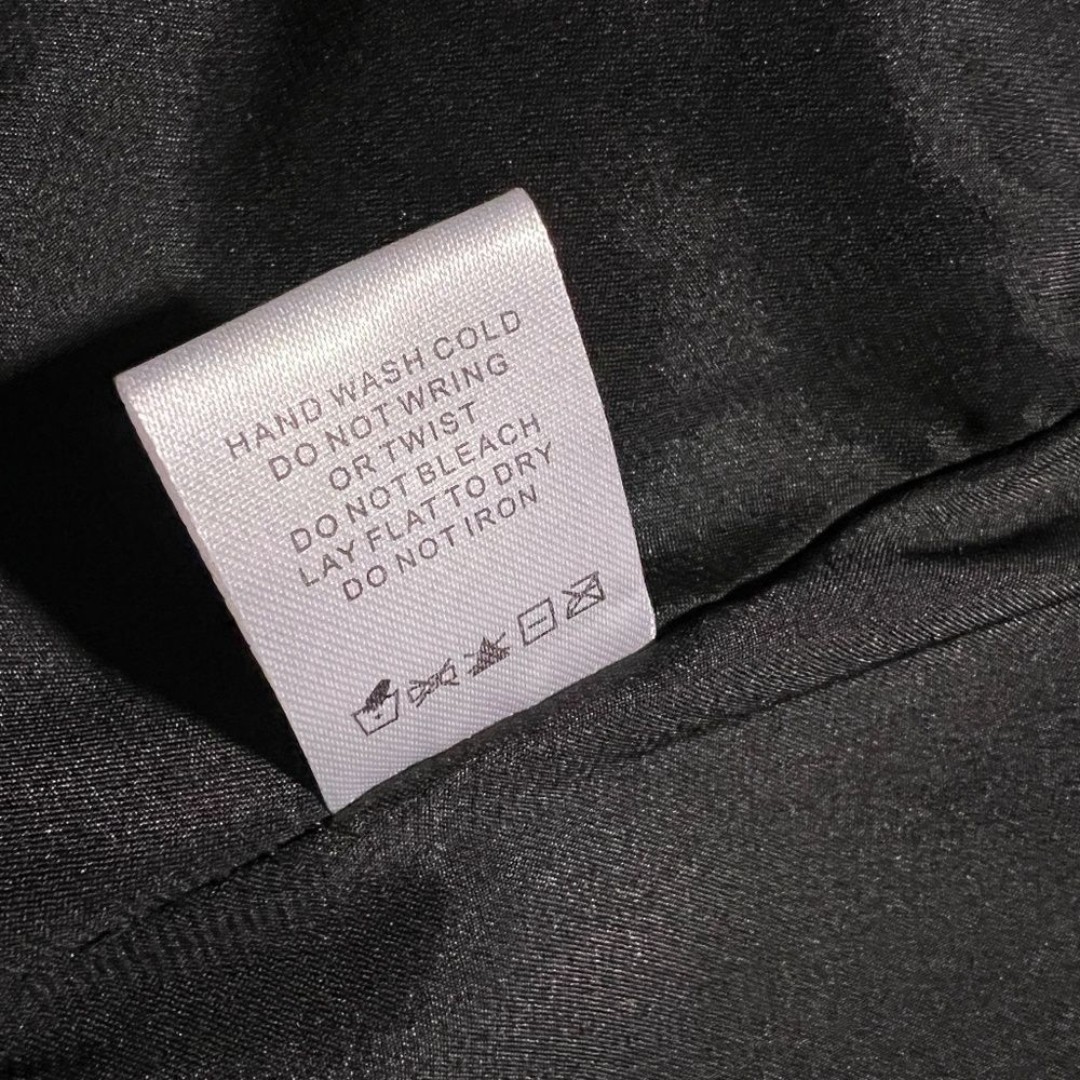 HAND WASH COLD
DO NOT WRING
OR TWIST
DO NOT BLEACH
LAY FLAT TO DRY
DO NOT IRON